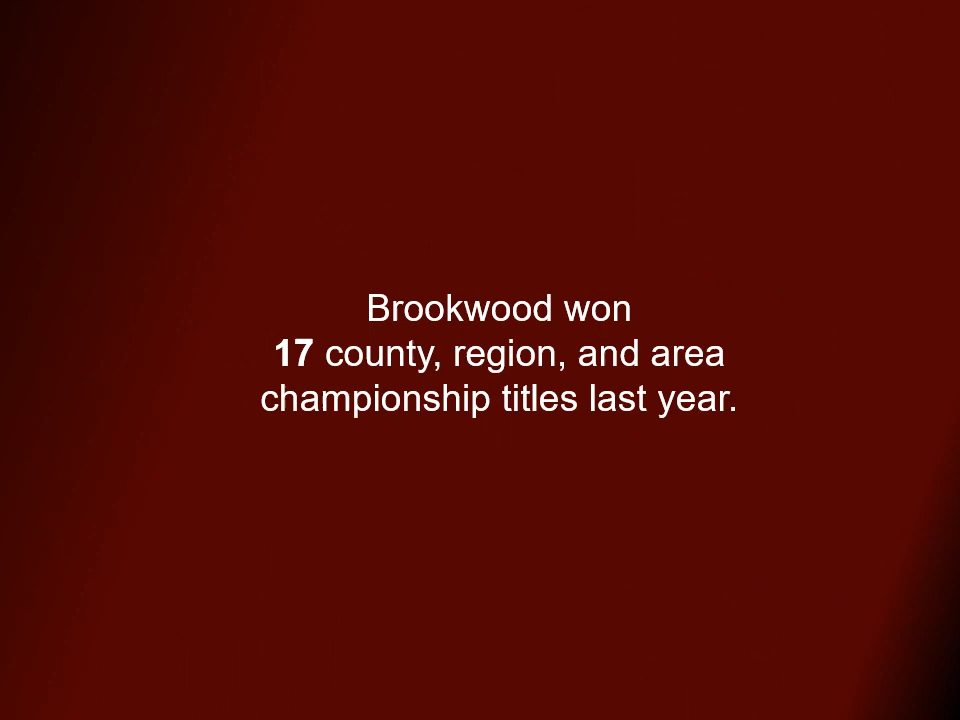 Brookwood won
17 county, region, and area
championship titles last year.